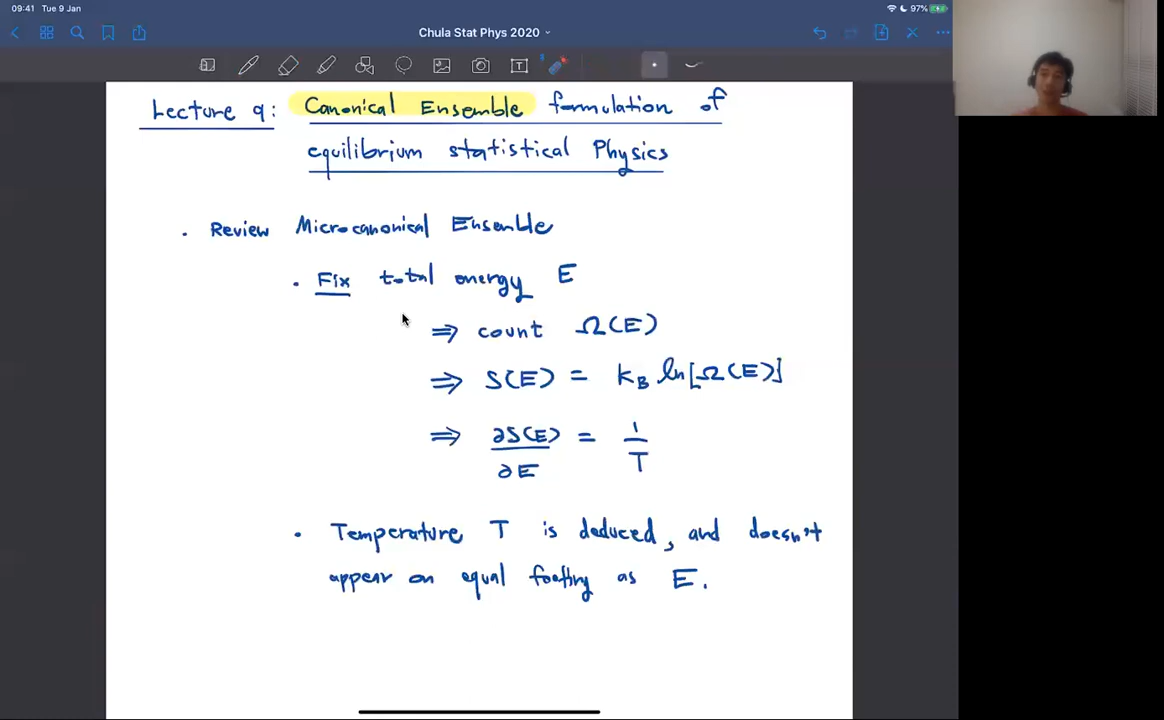 09:41 Tue 9 Jan
97%
Chula Stat Phys 2020
Lecture 9: Canonical Ensemble formulation of
equilibrium statistical Physics
• Review Microcanonical Ensemble
• Fix total energy E
⇒ count Ω(E)
⇒ S(E) = k_B ln[Ω(E)]
⇒ ∂S(E)/∂E = 1/T
• Temperature T is deduced, and doesn't
appear on equal footing as E.